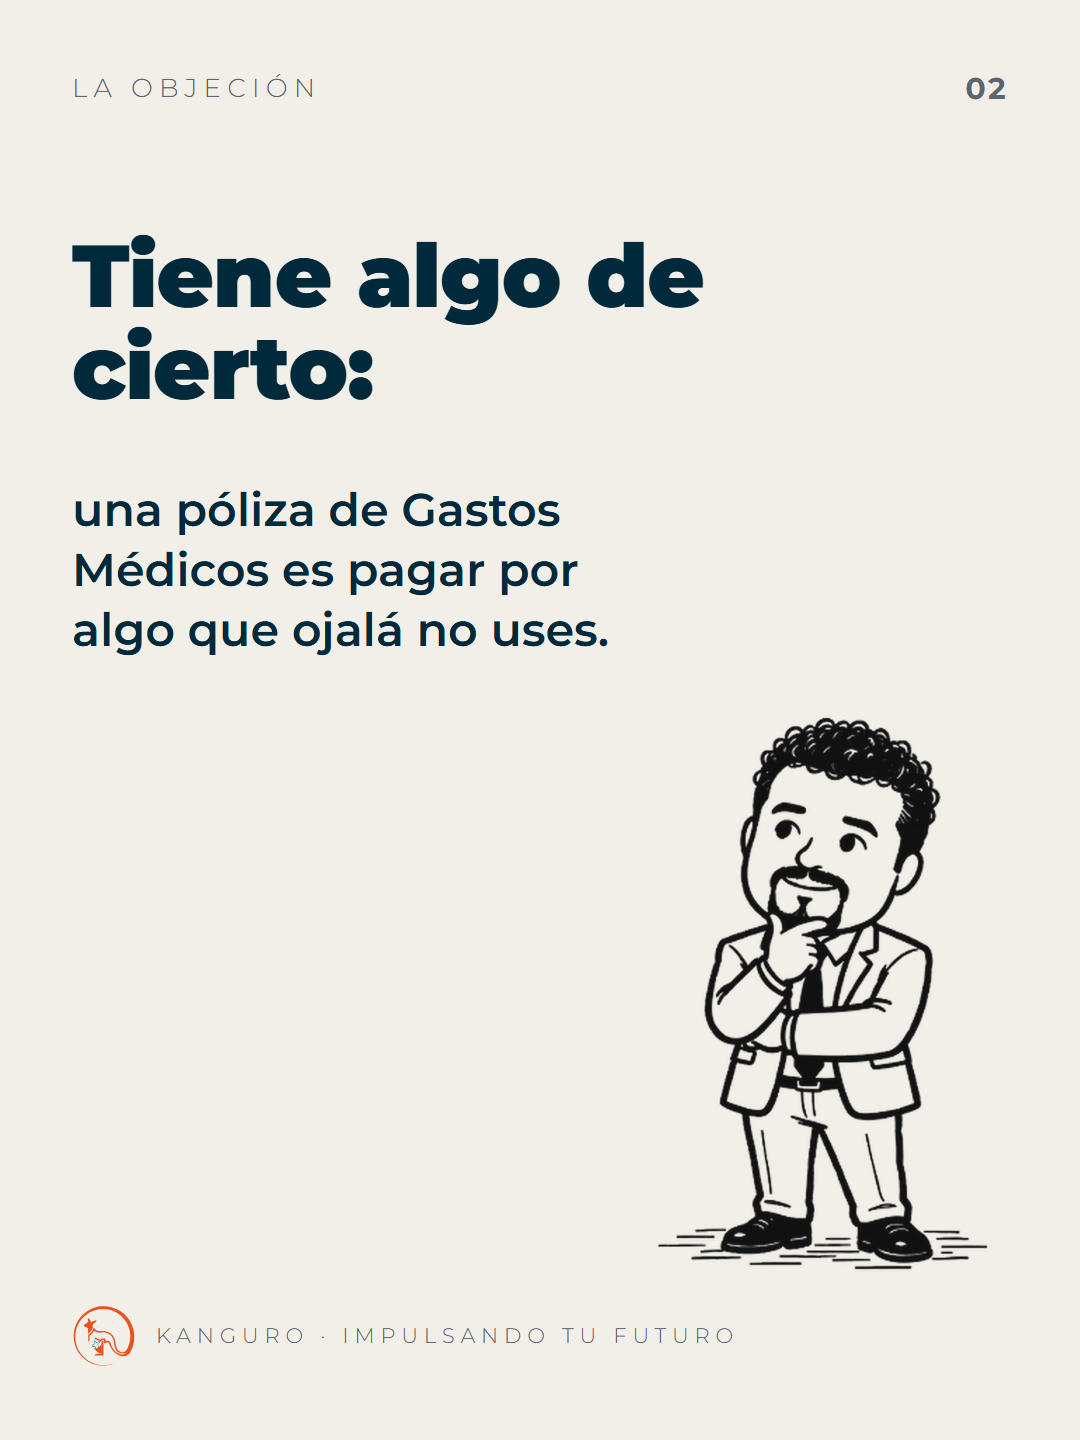 LA OBJECIÓN
02
Tiene algo de
cierto:
una póliza de Gastos
Médicos es pagar por
algo que ojalá no uses.
KANGURO · IMPULSANDO TU FUTURO